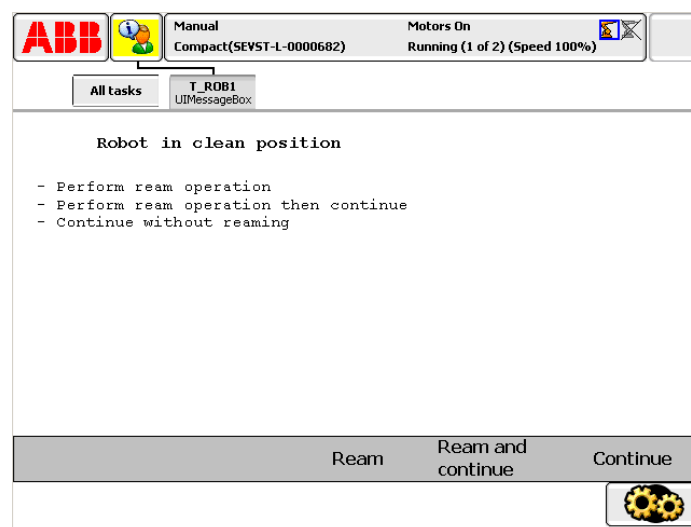 ABB
Manual
Compact(SEVST-L-0000682)
Motors On
Running (1 of 2) (Speed 100%)
All tasks
T_ROB1
UIMessageBox
Robot in clean position
- Perform ream operation
- Perform ream operation then continue
- Continue without reaming
Ream
Ream and
continue
Continue